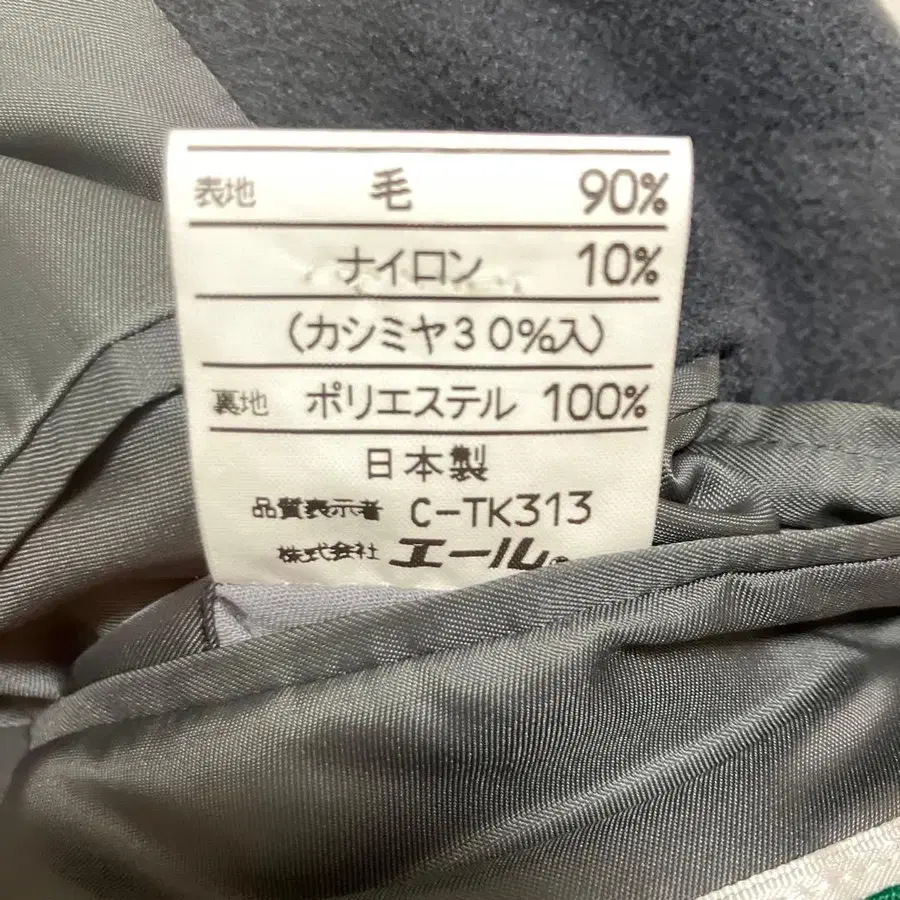 表地 毛 90%
ナイロン 10%
(カシミヤ30%入)
裏地 ポリエステル 100%
日本製
品質表示者 C-TK313
株式会社 エール®